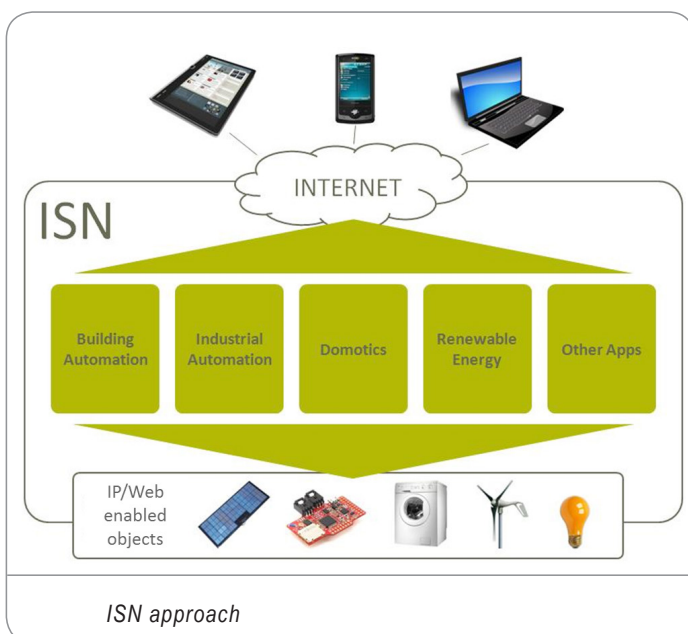 INTERNET
ISN
Building
Automation
Industrial
Automation
Domotics
Renewable
Energy
Other Apps
IP/Web
enabled
objects
ISN approach